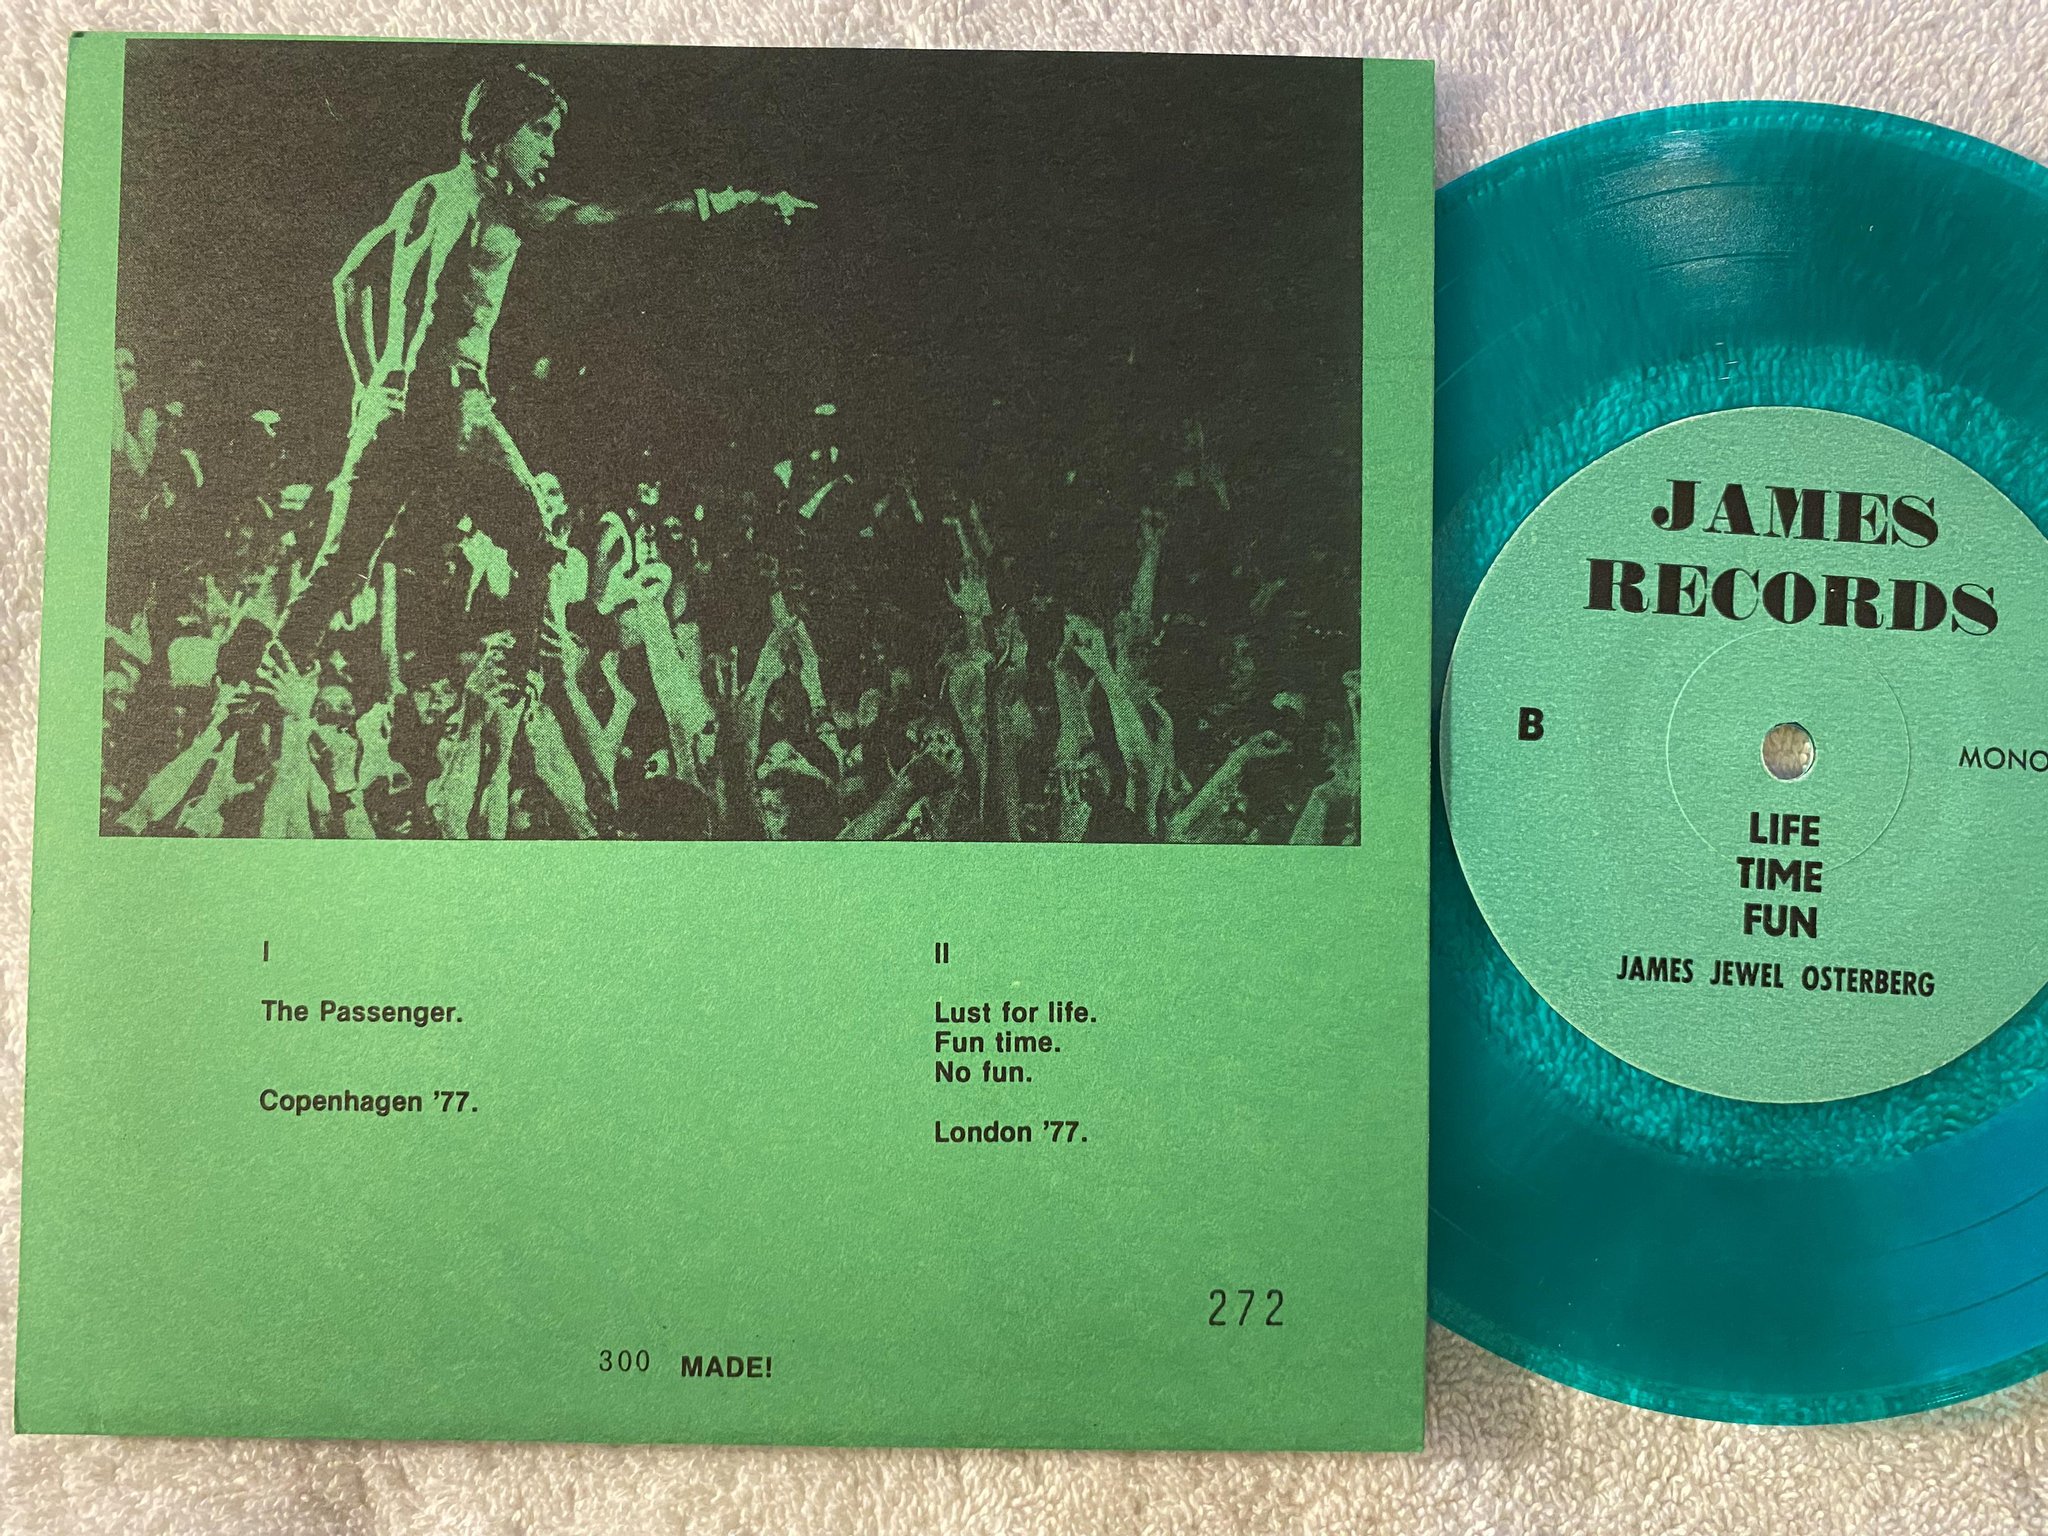 I
The Passenger.
Copenhagen '77.
II
Lust for life.
Fun time.
No fun.
London '77.
272
300 MADE!
JAMES
RECORDS
B
MONO
LIFE
TIME
FUN
JAMES JEWEL OSTERBERG